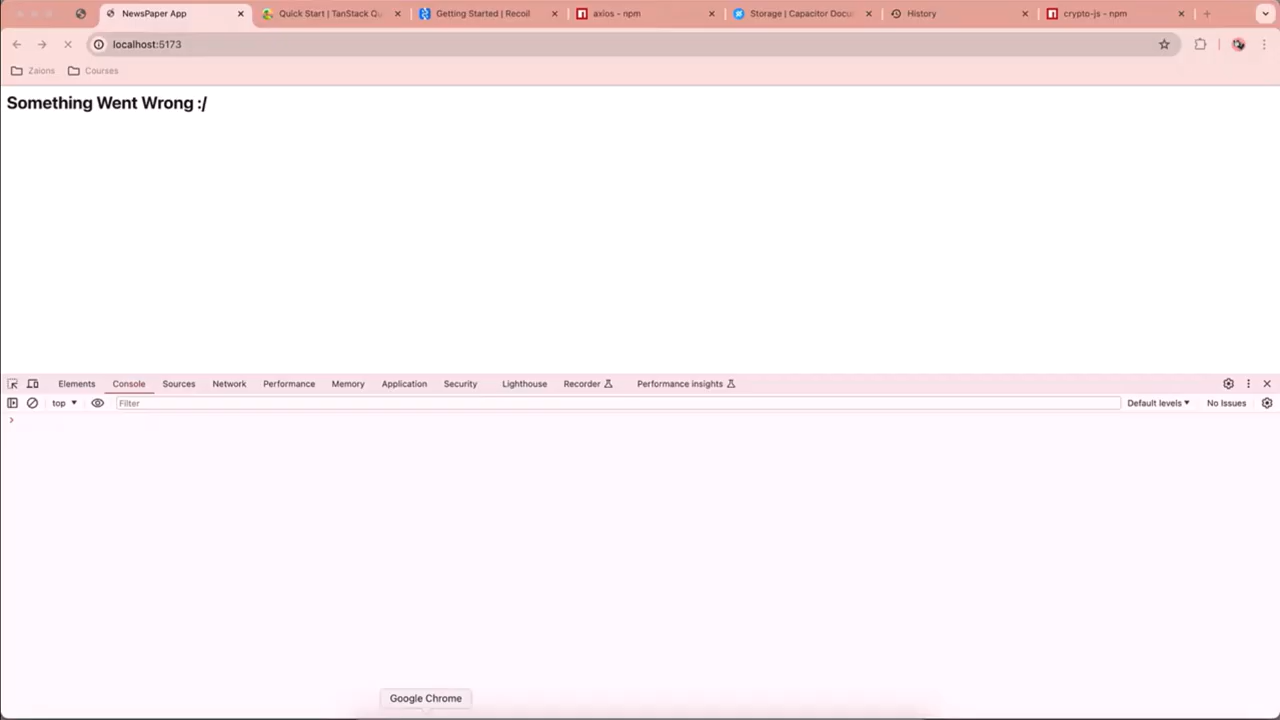 NewsPaper App
Quick Start | TanStack Qu
Getting Started | Recoil
axios - npm
Storage | Capacitor Docu
History
crypto-js - npm
localhost:5173
Zaions
Courses
Something Went Wrong :/
Elements
Console
Sources
Network
Performance
Memory
Application
Security
Lighthouse
Recorder
Performance insights
top
Filter
Default levels
No Issues
Google Chrome